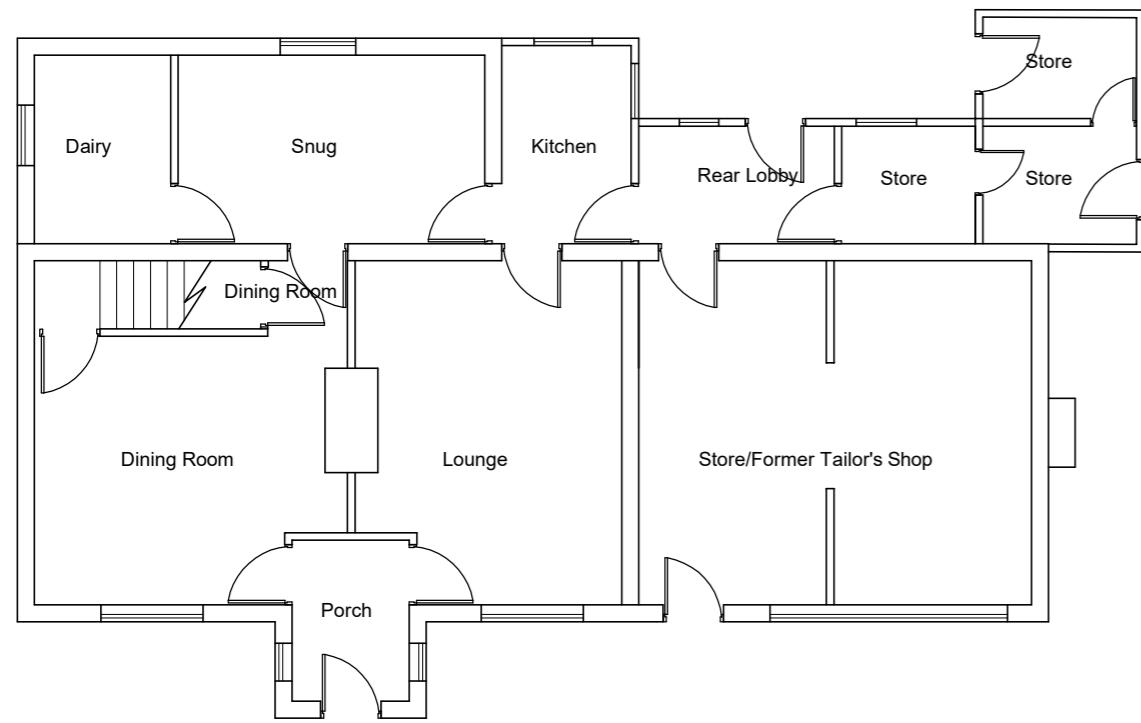 Store
Dairy
Snug
Kitchen
Rear Lobby
Store
Store
Dining Room
Dining Room
Lounge
Store/Former Tailor's Shop
Porch